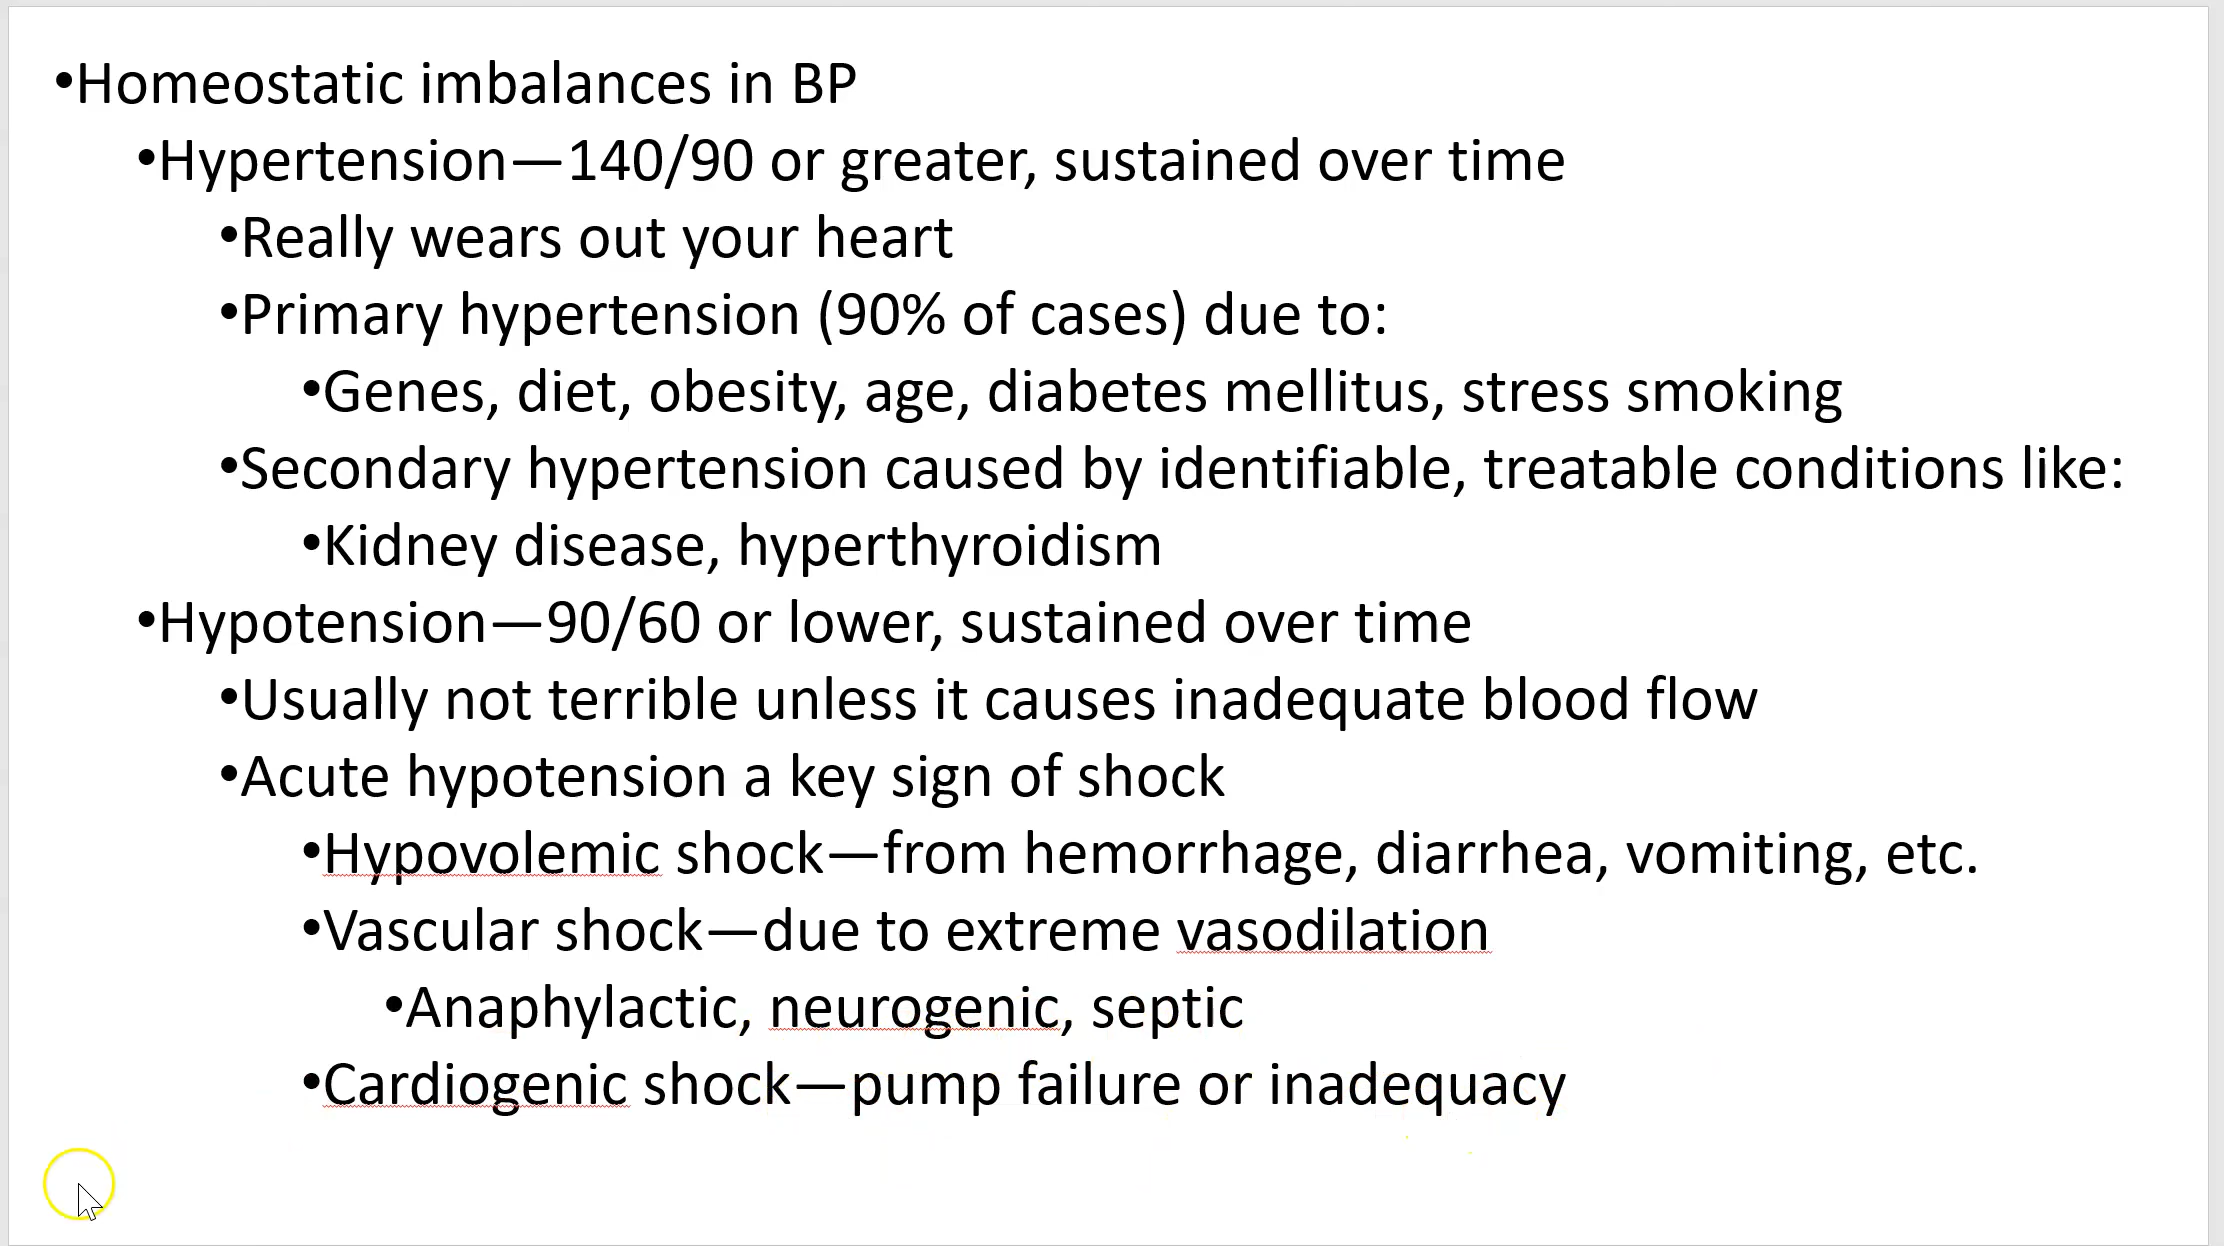 •Homeostatic imbalances in BP
•Hypertension—140/90 or greater, sustained over time
•Really wears out your heart
•Primary hypertension (90% of cases) due to:
•Genes, diet, obesity, age, diabetes mellitus, stress smoking
•Secondary hypertension caused by identifiable, treatable conditions like:
•Kidney disease, hyperthyroidism
•Hypotension—90/60 or lower, sustained over time
•Usually not terrible unless it causes inadequate blood flow
•Acute hypotension a key sign of shock
•Hypovolemic shock—from hemorrhage, diarrhea, vomiting, etc.
•Vascular shock—due to extreme vasodilation
•Anaphylactic, neurogenic, septic
•Cardiogenic shock—pump failure or inadequacy